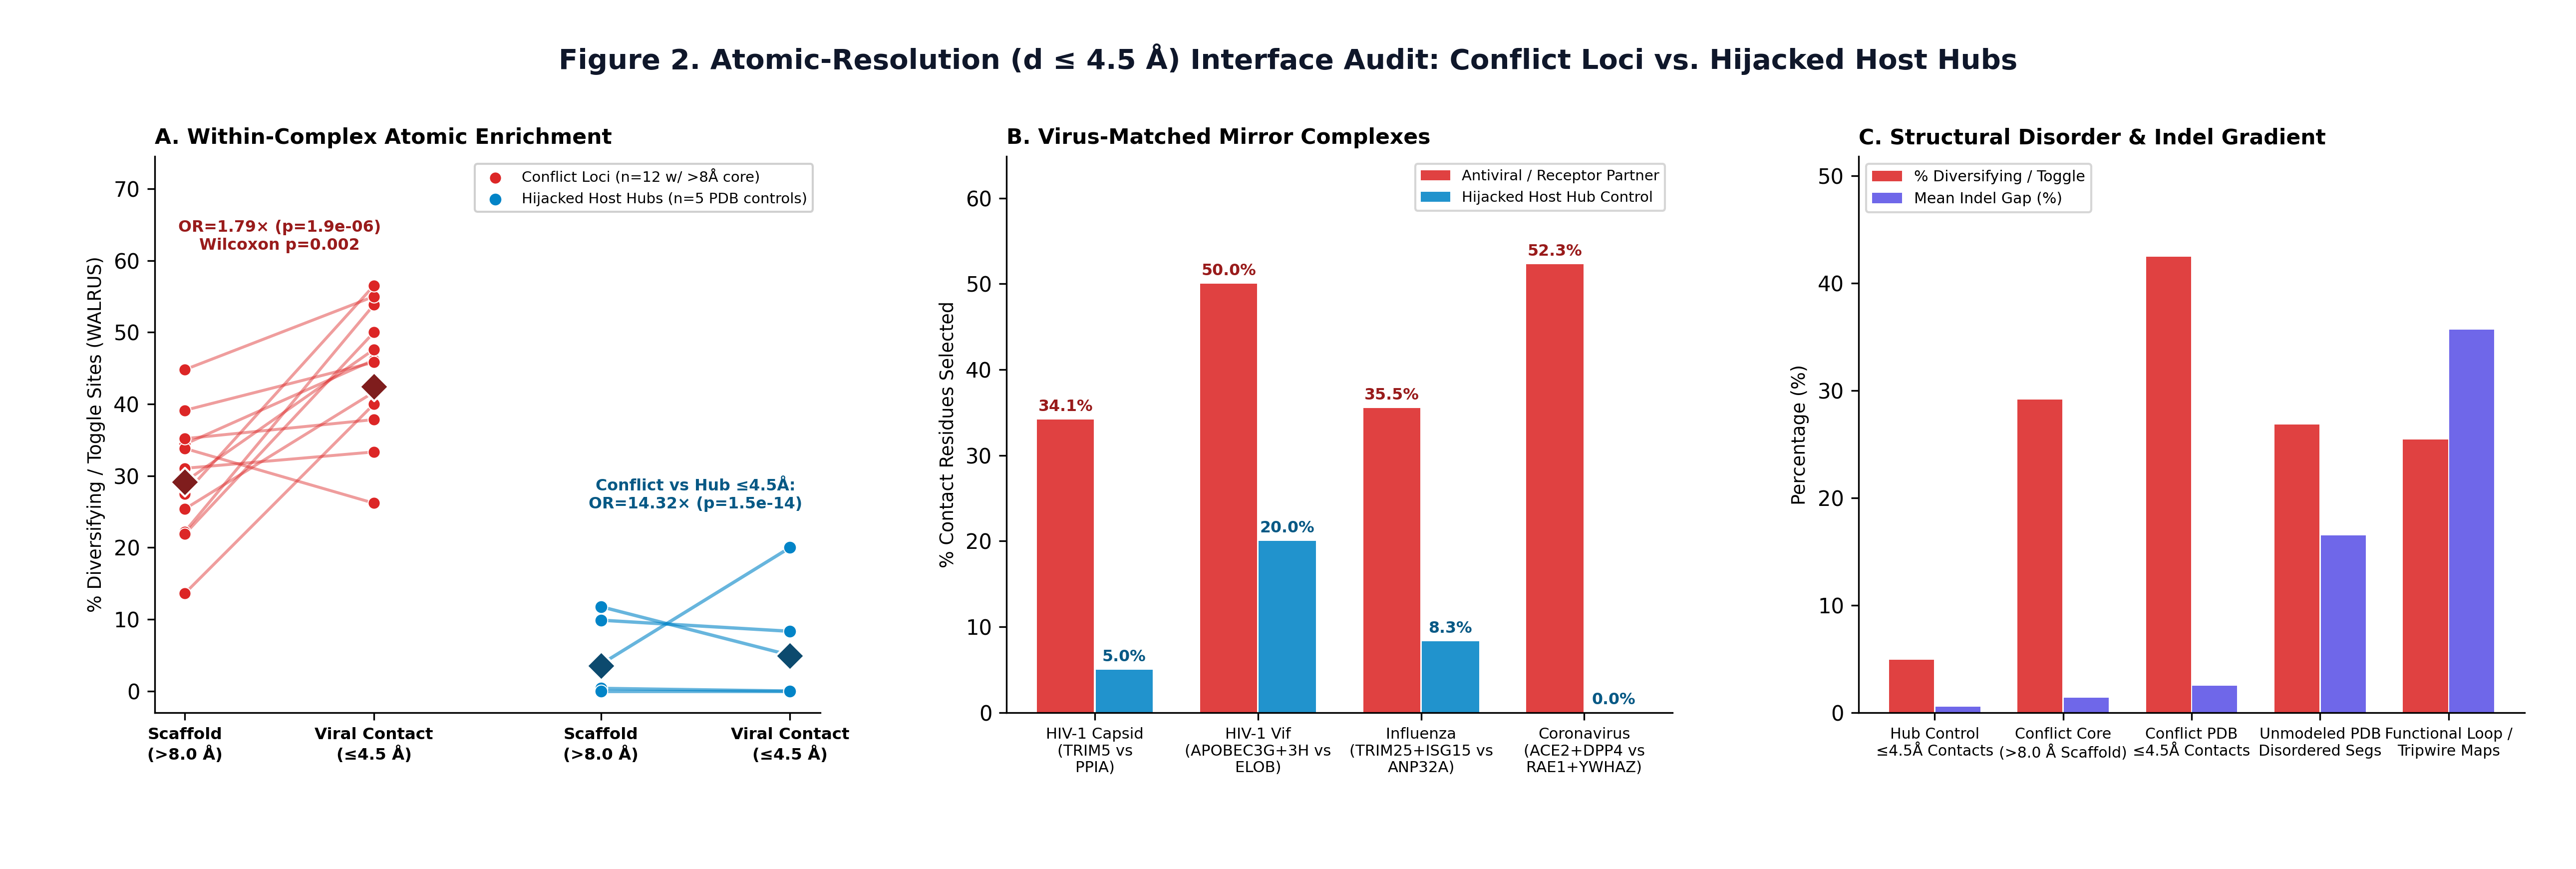 Figure 2. Atomic-Resolution (d ≤ 4.5 Å) Interface Audit: Conflict Loci vs. Hijacked Host Hubs
A. Within-Complex Atomic Enrichment
% Diversifying / Toggle Sites (WALRUS)
70
60
50
40
30
20
10
0
Conflict Loci (n=12 w/ >8Å core)
Hijacked Host Hubs (n=5 PDB controls)
OR=1.79× (p=1.9e-06)
Wilcoxon p=0.002
Conflict vs Hub ≤4.5Å:
OR=14.32× (p=1.5e-14)
Scaffold
(>8.0 Å)
Viral Contact
(≤4.5 Å)
Scaffold
(>8.0 Å)
Viral Contact
(≤4.5 Å)
B. Virus-Matched Mirror Complexes
% Contact Residues Selected
60
50
40
30
20
10
0
Antiviral / Receptor Partner
Hijacked Host Hub Control
34.1%
5.0%
50.0%
20.0%
35.5%
8.3%
52.3%
0.0%
HIV-1 Capsid
(TRIM5 vs
PPIA)
HIV-1 Vif
(APOBEC3G+3H vs
ELOB)
Influenza
(TRIM25+ISG15 vs
ANP32A)
Coronavirus
(ACE2+DPP4 vs
RAE1+YWHAZ)
C. Structural Disorder & Indel Gradient
Percentage (%)
50
40
30
20
10
0
% Diversifying / Toggle
Mean Indel Gap (%)
Hub Control
≤4.5Å Contacts
Conflict Core
(>8.0 Å Scaffold)
Conflict PDB
≤4.5Å Contacts
Unmodeled PDB
Disordered Segs
Functional Loop /
Tripwire Maps